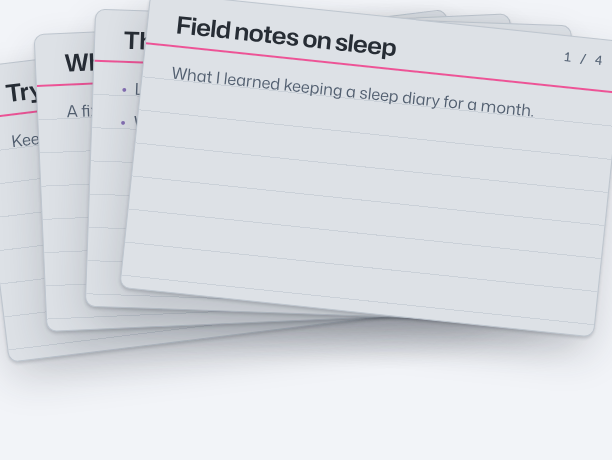 Field notes on sleep
1 / 4
What I learned keeping a sleep diary for a month.